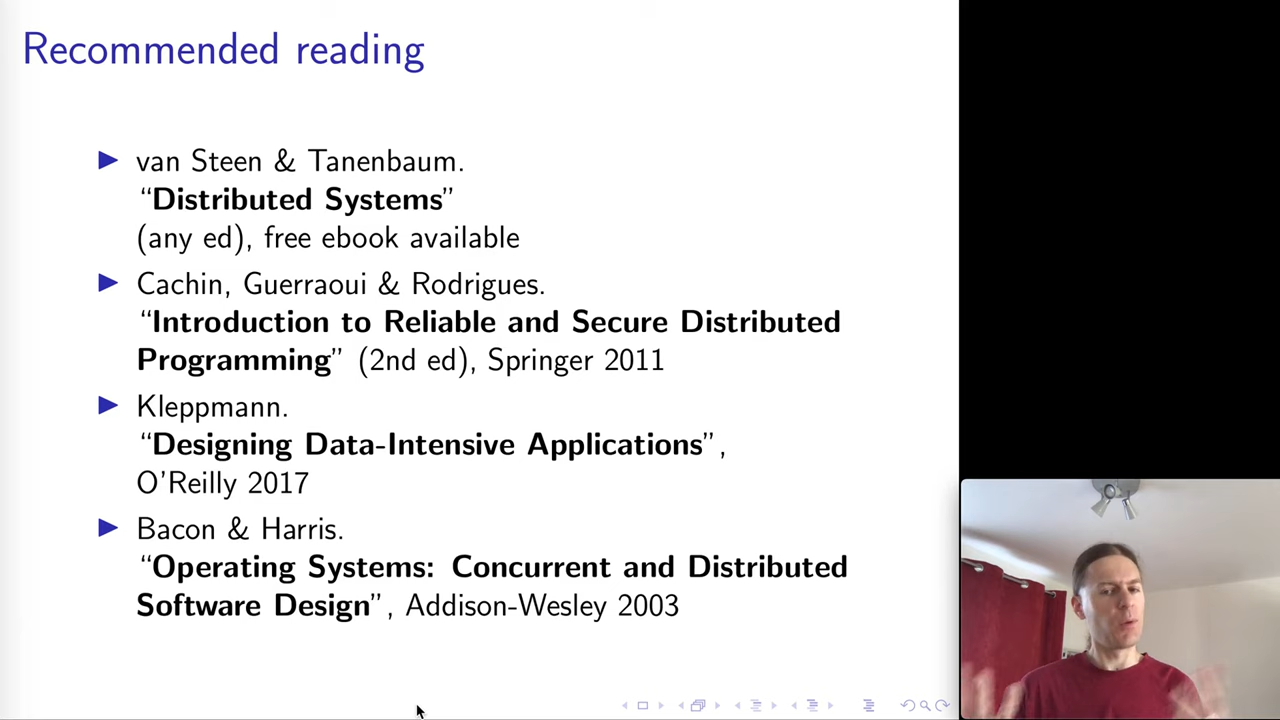 Recommended reading
van Steen & Tanenbaum.
“Distributed Systems”
(any ed), free ebook available
Cachin, Guerraoui & Rodrigues.
“Introduction to Reliable and Secure Distributed
Programming” (2nd ed), Springer 2011
Kleppmann.
“Designing Data-Intensive Applications”,
O’Reilly 2017
Bacon & Harris.
“Operating Systems: Concurrent and Distributed
Software Design”, Addison-Wesley 2003